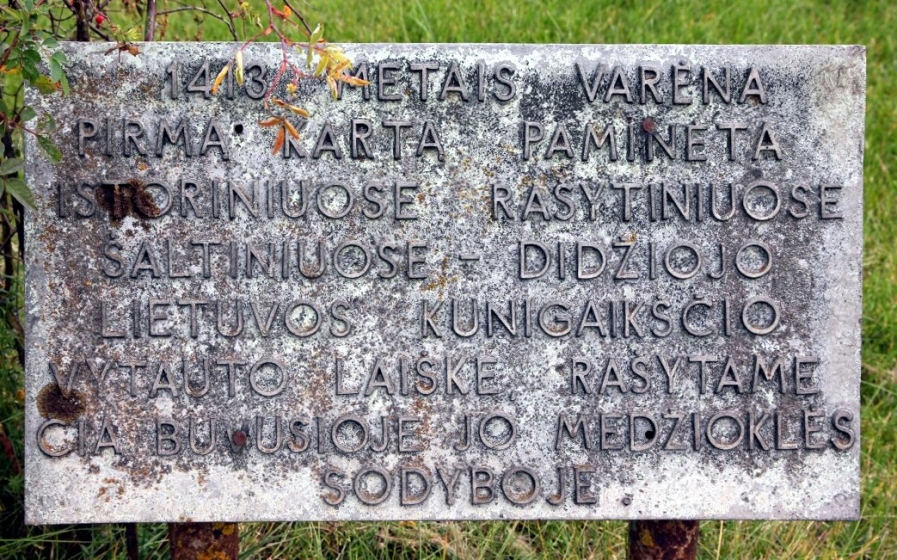 1413 METAIS VARĖNA
PIRMĄ KARTĄ PAMINĖTA
ISTORINIUOSE RAŠYTINIUOSE
ŠALTINIUOSE - DIDŽIOJO
LIETUVOS KUNIGAIKŠČIO
VYTAUTO LAIŠKE, RAŠYTAME
ČIA BUVUSIOJE JO MEDŽIOKLĖS
SODYBOJE